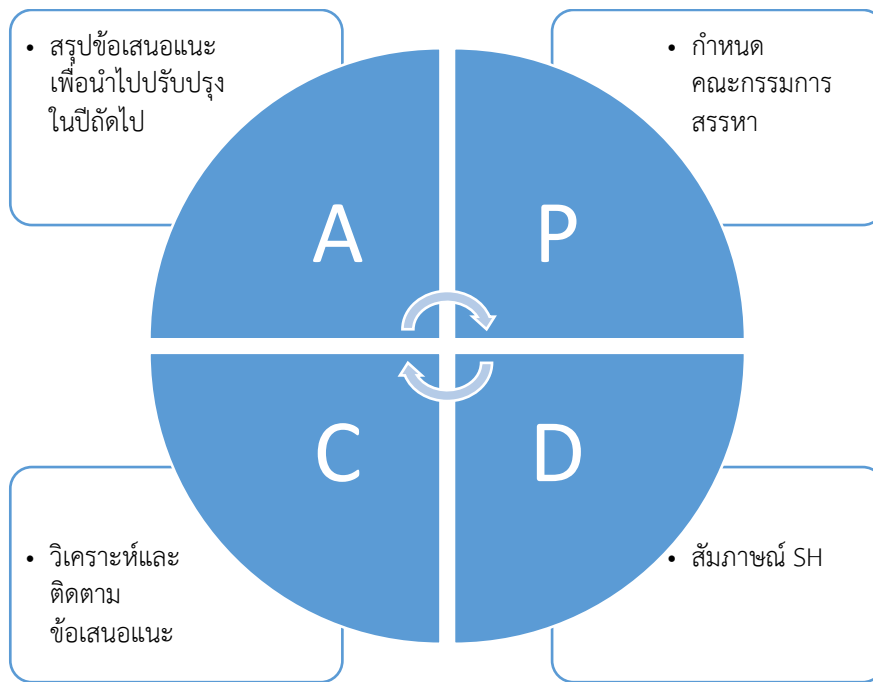 • สรุปข้อเสนอแนะ
เพื่อนำไปปรับปรุง
ในปีถัดไป
• กำหนด
คณะกรรมการ
สรรหา
A
P
C
D
• วิเคราะห์และ
ติดตาม
ข้อเสนอแนะ
• สัมภาษณ์ SH